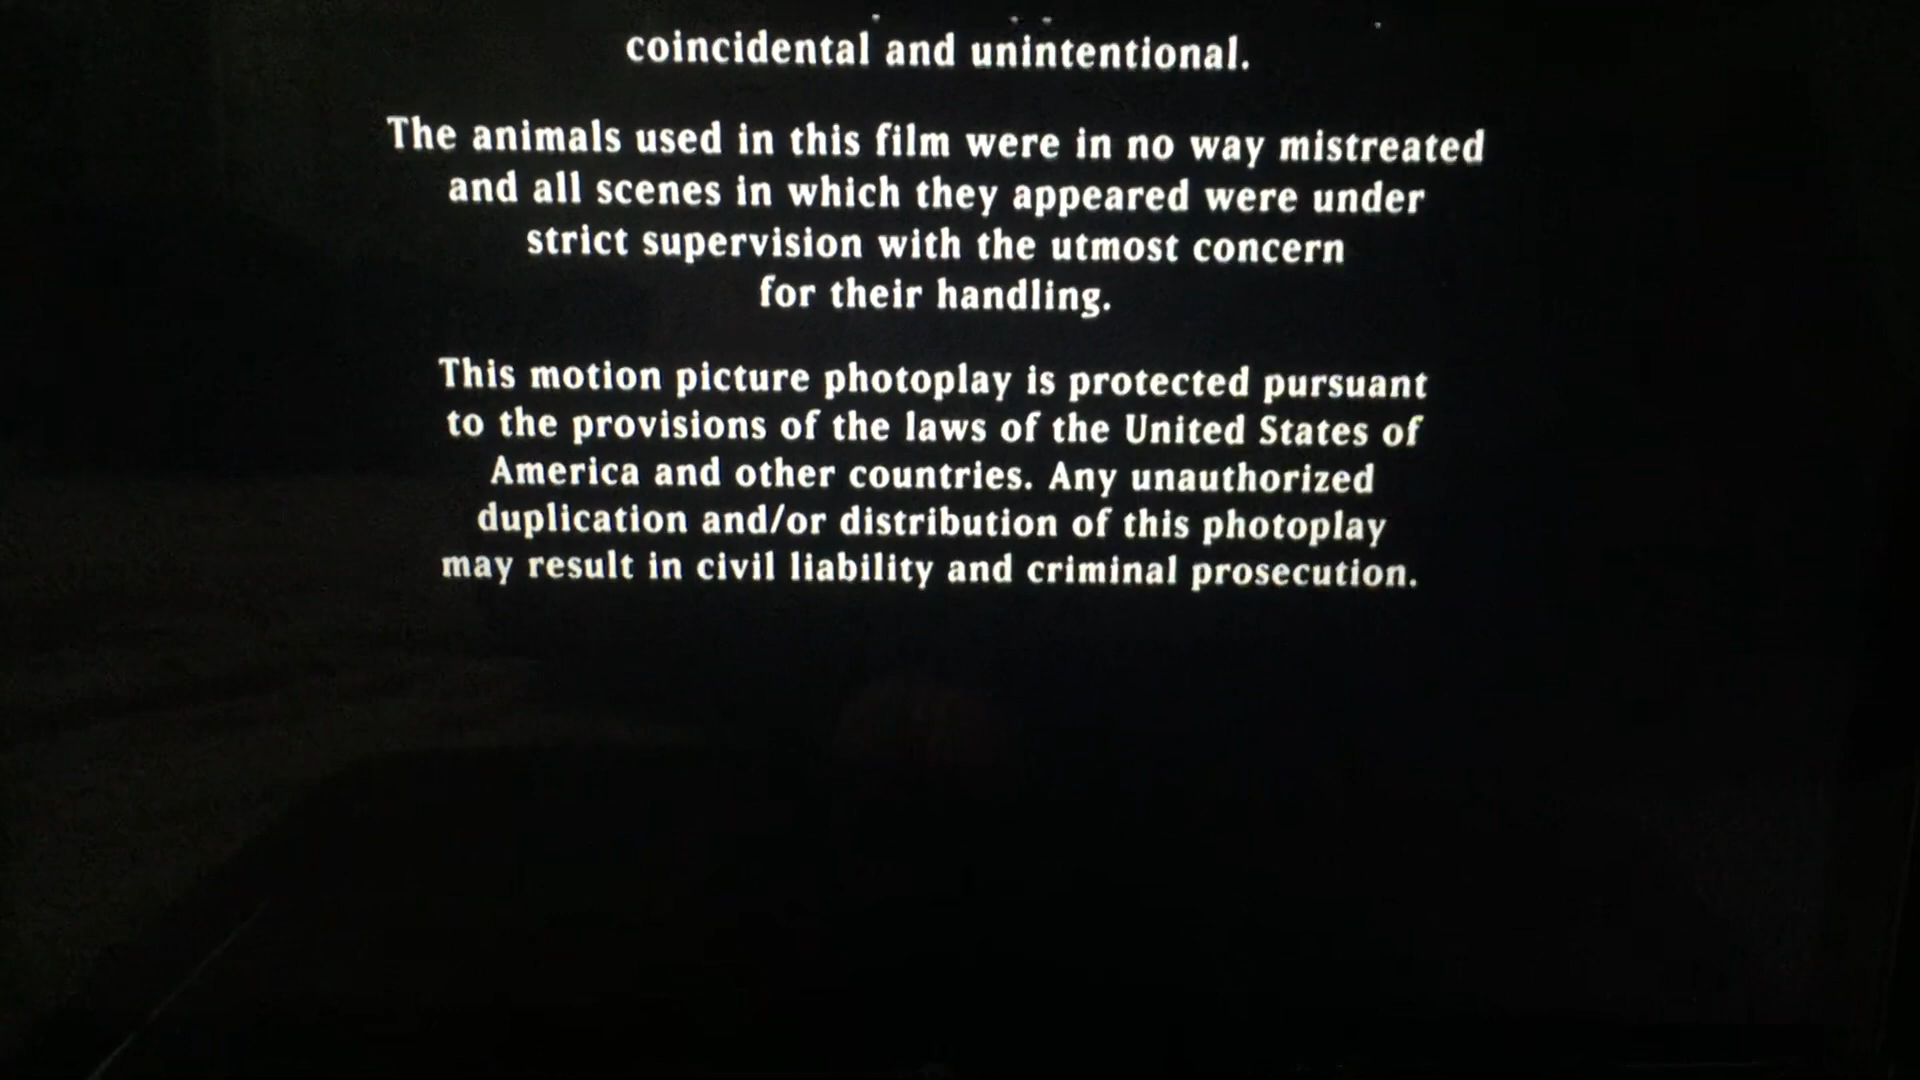 coincidental and unintentional.
The animals used in this film were in no way mistreated
and all scenes in which they appeared were under
strict supervision with the utmost concern
for their handling.
This motion picture photoplay is protected pursuant
to the provisions of the laws of the United States of
America and other countries. Any unauthorized
duplication and/or distribution of this photoplay
may result in civil liability and criminal prosecution.